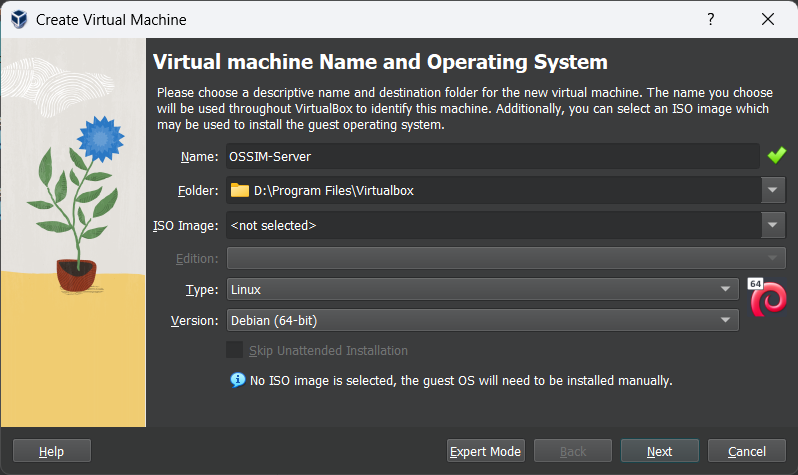 Create Virtual Machine
?
Virtual machine Name and Operating System
Please choose a descriptive name and destination folder for the new virtual machine. The name you choose
will be used throughout VirtualBox to identify this machine. Additionally, you can select an ISO image which
may be used to install the guest operating system.
Name: OSSIM-Server
Folder: D:\Program Files\Virtualbox
ISO Image: <not selected>
Edition:
Type: Linux
64
Version: Debian (64-bit)
Skip Unattended Installation
No ISO image is selected, the guest OS will need to be installed manually.
Help Expert Mode Back Next Cancel